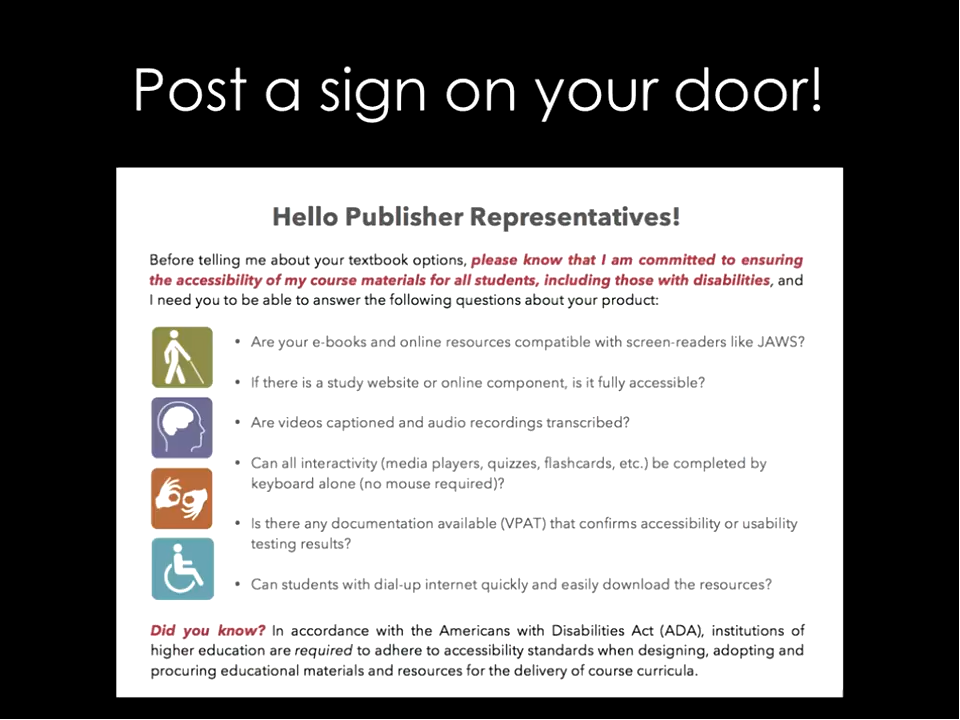 Post a sign on your door!
Hello Publisher Representatives!
Before telling me about your textbook options, please know that I am committed to ensuring
the accessibility of my course materials for all students, including those with disabilities, and
I need you to be able to answer the following questions about your product:
• Are your e-books and online resources compatible with screen-readers like JAWS?
• If there is a study website or online component, is it fully accessible?
• Are videos captioned and audio recordings transcribed?
• Can all interactivity (media players, quizzes, flashcards, etc.) be completed by
keyboard alone (no mouse required)?
• Is there any documentation available (VPAT) that confirms accessibility or usability
testing results?
• Can students with dial-up internet quickly and easily download the resources?
Did you know? In accordance with the Americans with Disabilities Act (ADA), institutions of
higher education are required to adhere to accessibility standards when designing, adopting and
procuring educational materials and resources for the delivery of course curricula.